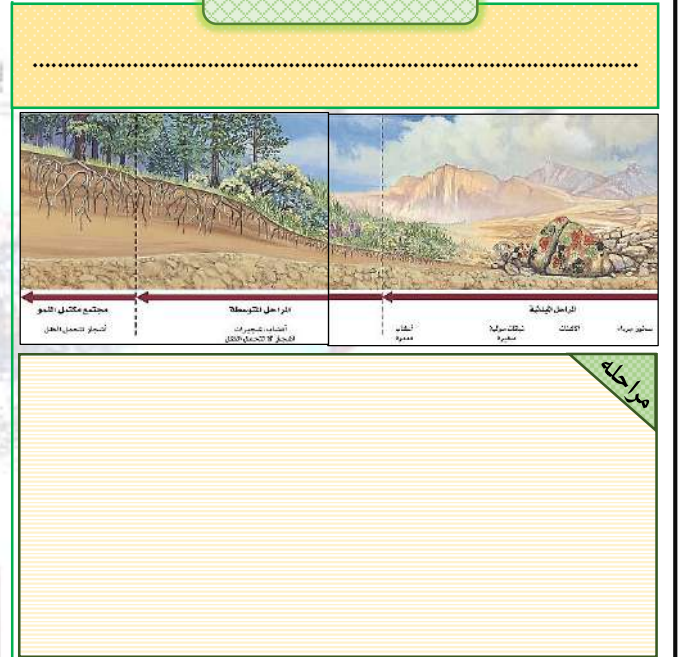 المراحل البدائية
صخور جرداء
الأشنات
نباتات حولية صغيرة
أعشاب معمرة
المراحل المتوسطة
أعشاب، شجيرات
أشجار لا تتحمل الظل
مجتمع مكتمل النمو
أشجار تتحمل الظل
مراحله